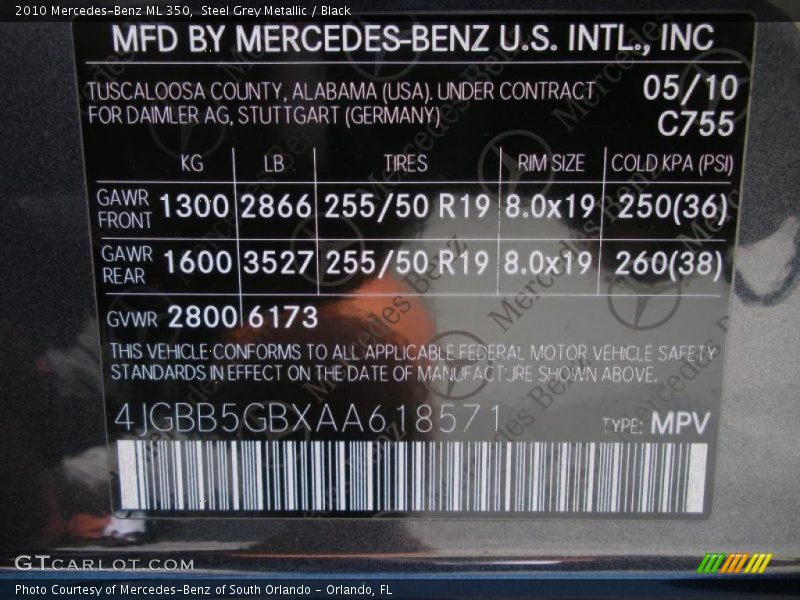 2010 Mercedes-Benz ML 350, Steel Grey Metallic / Black
MFD BY MERCEDES-BENZ U.S. INTL., INC
TUSCALOOSA COUNTY, ALABAMA (USA). UNDER CONTRACT 05/10
FOR DAIMLER AG, STUTTGART (GERMANY) C755
KG LB TIRES RIM SIZE COLD KPA (PSI)
GAWR FRONT 1300 2866 255/50 R19 8.0x19 250(36)
GAWR REAR 1600 3527 255/50 R19 8.0x19 260(38)
GVWR 2800 6173
THIS VEHICLE CONFORMS TO ALL APPLICABLE FEDERAL MOTOR VEHICLE SAFETY
STANDARDS IN EFFECT ON THE DATE OF MANUFACTURE SHOWN ABOVE.
4JGBB5GBXAA618571 TYPE: MPV
GTCARLOT.COM
Photo Courtesy of Mercedes-Benz of South Orlando - Orlando, FL